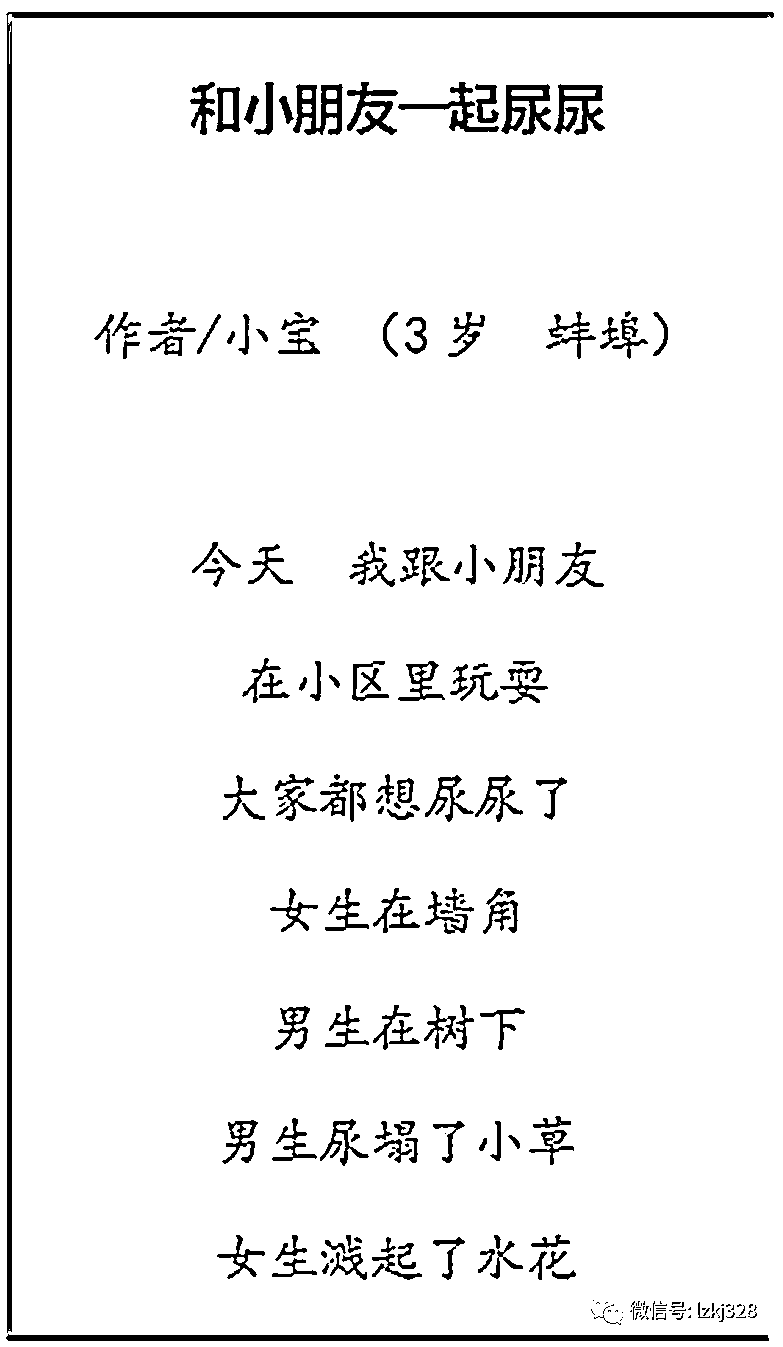 和小朋友一起尿尿
作者/小宝 （3岁 蚌埠）
今天 我跟小朋友
在小区里玩耍
大家都想尿尿了
女生在墙角
男生在树下
男生尿塌了小草
女生溅起了水花
微信号: lzkj328